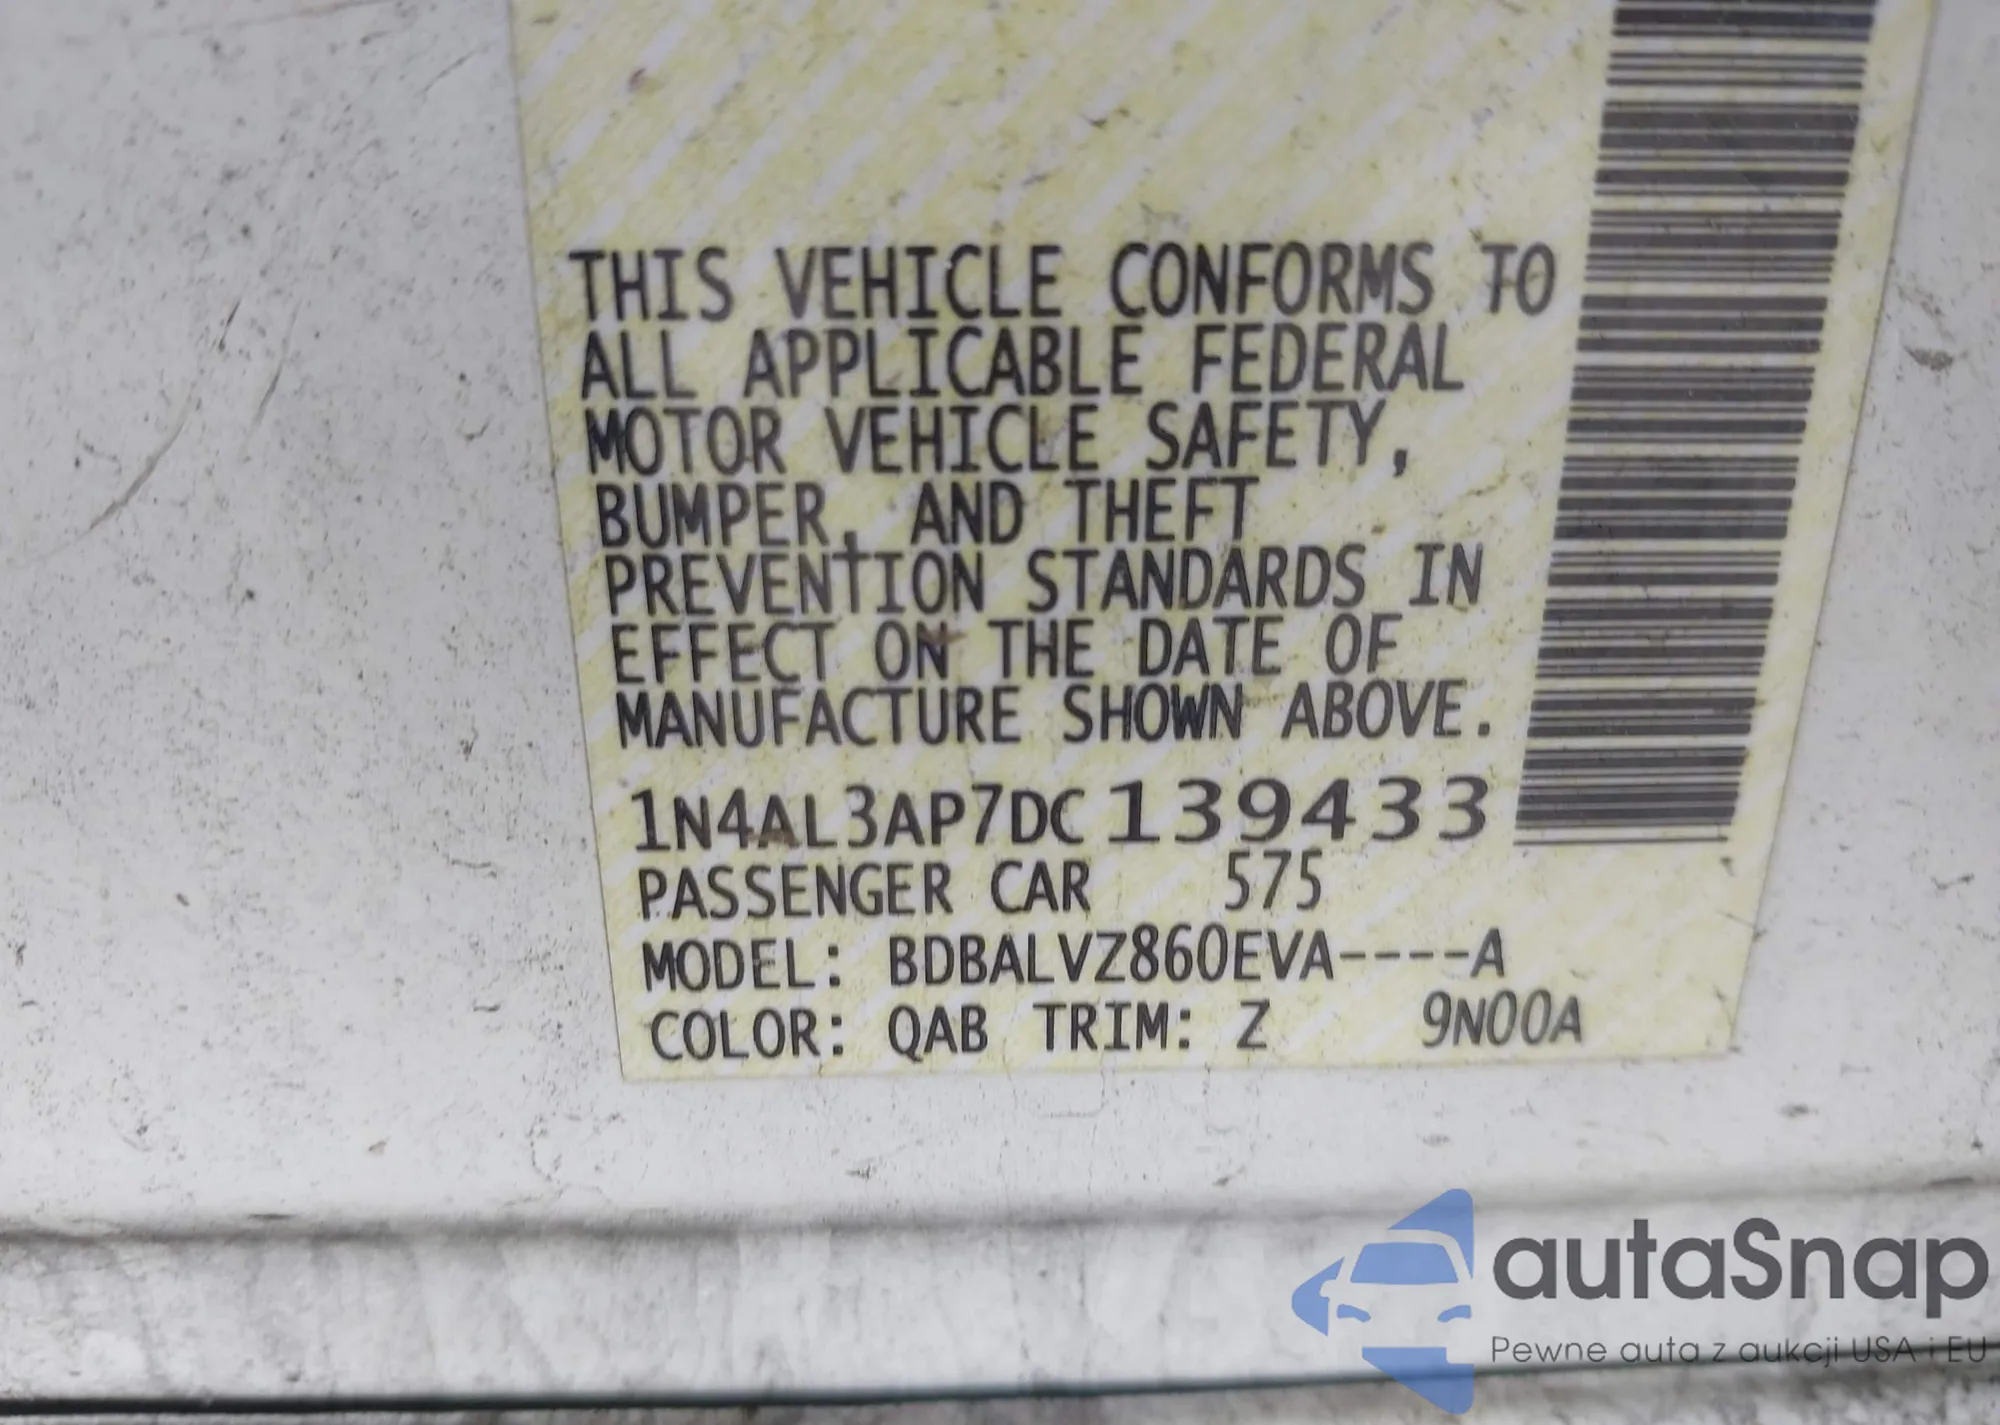 THIS VEHICLE CONFORMS TO
ALL APPLICABLE FEDERAL
MOTOR VEHICLE SAFETY,
BUMPER, AND THEFT
PREVENTION STANDARDS IN
EFFECT ON THE DATE OF
MANUFACTURE SHOWN ABOVE.
1N4AL3AP7DC139433
PASSENGER CAR 575
MODEL: BDBALVZ860EVA----A
COLOR: QAB TRIM: Z 9N00A
autaSnap
Pewne auta z aukcji USA i EU